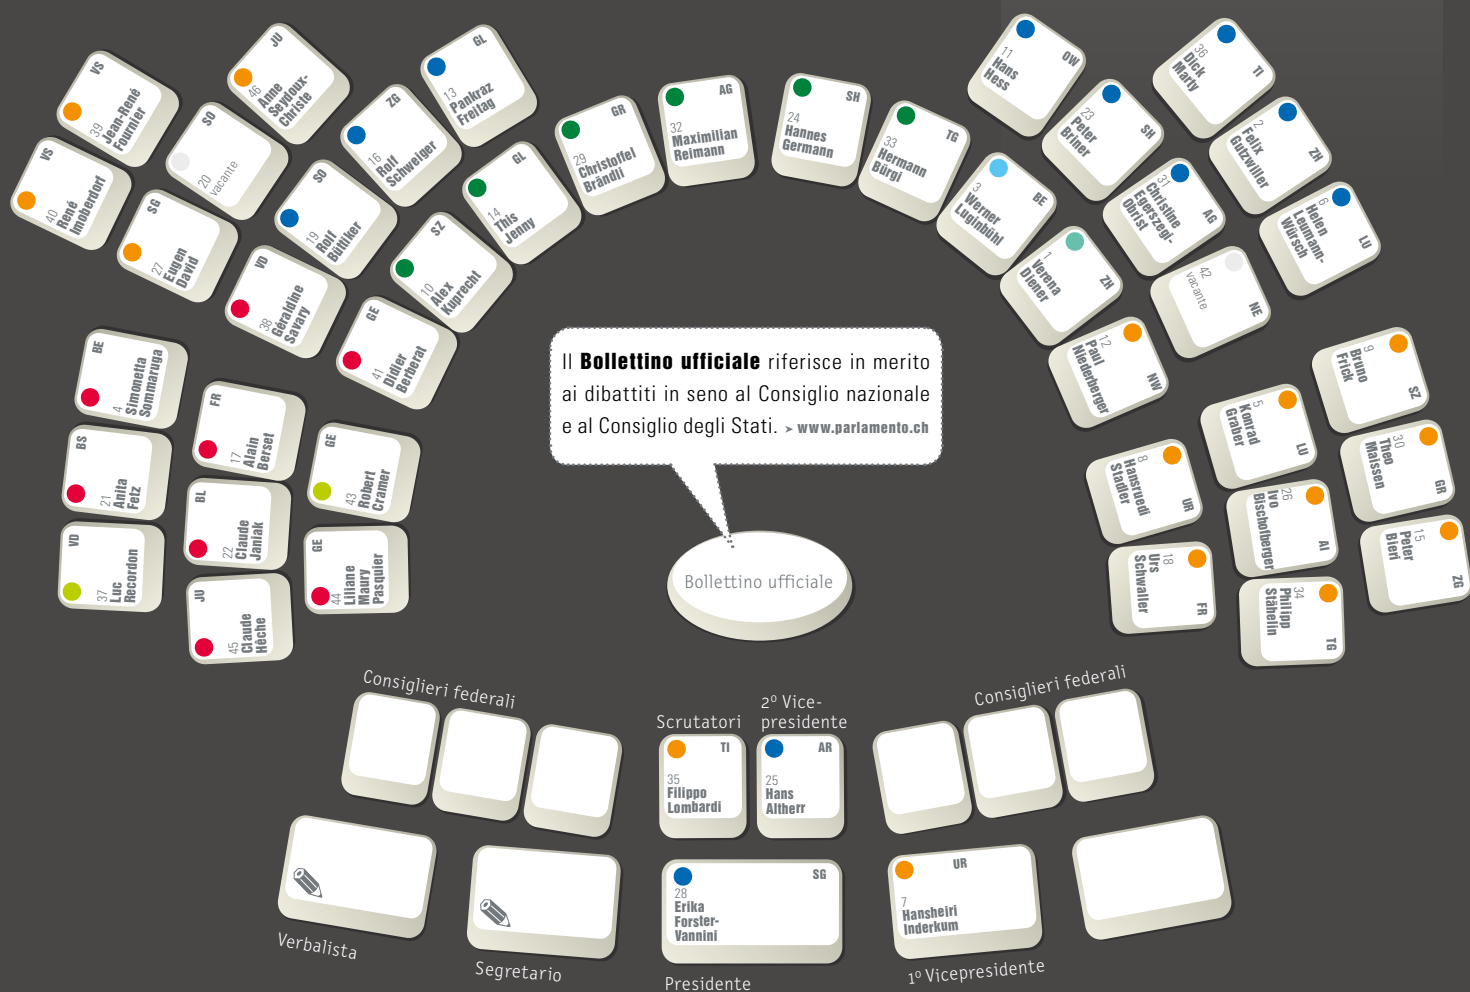 VS
39
Jean-René
Fournier
VS
40
René
Imoberdorf
SO
20
vacante
SG
27
Eugen
David
JU
46
Anne
Seydoux-
Christe
ZG
16
Rolf
Schweiger
SO
19
Rolf
Büttiker
VD
38
Géraldine
Savary
GL
13
Pankraz
Freitag
GL
14
This
Jenny
SZ
10
Alex
Kuprecht
GE
41
Didier
Berberat
GR
29
Christoffel
Brändli
AG
32
Maximilian
Reimann
SH
24
Hannes
Germann
TG
33
Hermann
Bürgi
BE
3
Werner
Luginbühl
ZH
1
Verena
Diener
NW
12
Paul
Niederberger
OW
11
Hans
Hess
SH
23
Peter
Briner
AG
31
Christine
Egerszegi-
Obrist
NE
42
vacante
TI
36
Dick
Marty
ZH
2
Felix
Gutzwiller
LU
6
Helen
Leumann-
Würsch
BE
4
Simonetta
Sommaruga
BS
21
Anita
Fetz
VD
37
Luc
Recordon
FR
17
Alain
Berset
BL
22
Claude
Janiak
JU
45
Claude
Hêche
GE
43
Robert
Cramer
GE
44
Liliane
Maury
Pasquier
Il Bollettino ufficiale riferisce in merito
ai dibattiti in seno al Consiglio nazionale
e al Consiglio degli Stati. ➤ www.parlamento.ch
Bollettino ufficiale
UR
8
Hansruedi
Stadler
FR
18
Urs
Schwaller
LU
5
Konrad
Graber
AI
26
Ivo
Bischofberger
TG
34
Philipp
Stähelin
SZ
9
Bruno
Frick
GR
30
Theo
Maissen
ZG
15
Peter
Bieri
Consiglieri federali
Scrutatori
2º Vice-
presidente
Consiglieri federali
TI
35
Filippo
Lombardi
AR
25
Hans
Altherr
SG
28
Erika
Forster-
Vannini
UR
7
Hansheiri
Inderkum
Verbalista
Segretario
Presidente
1º Vicepresidente